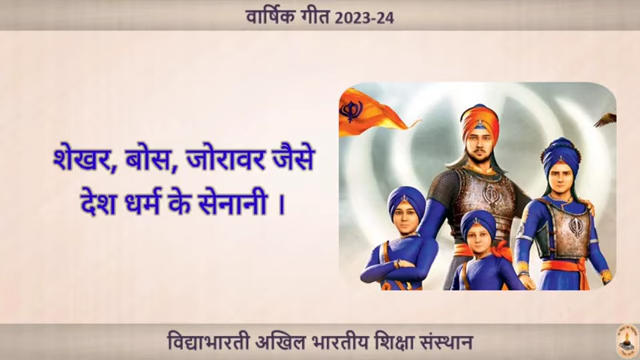 वार्षिक गीत 2023-24
शेखर, बोस, जोरावर जैसे
देश धर्म के सेनानी ।
विद्याभारती अखिल भारतीय शिक्षा संस्थान